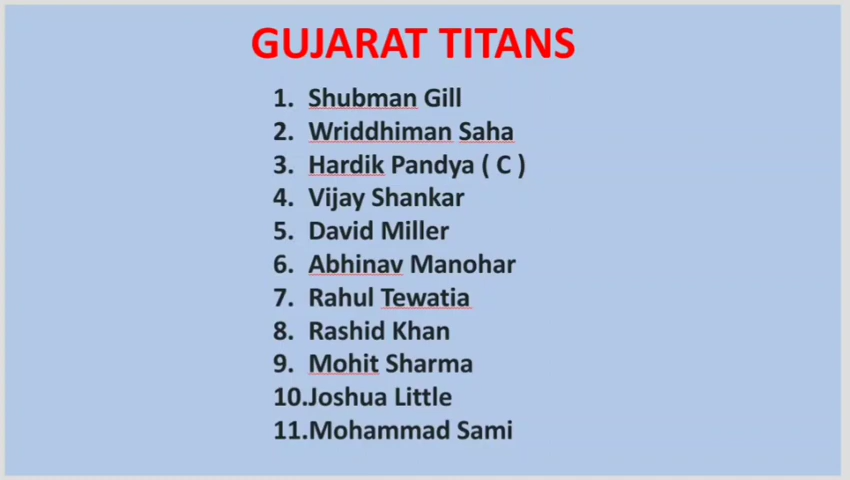 GUJARAT TITANS
1. Shubman Gill
2. Wriddhiman Saha
3. Hardik Pandya ( C )
4. Vijay Shankar
5. David Miller
6. Abhinav Manohar
7. Rahul Tewatia
8. Rashid Khan
9. Mohit Sharma
10.Joshua Little
11.Mohammad Sami